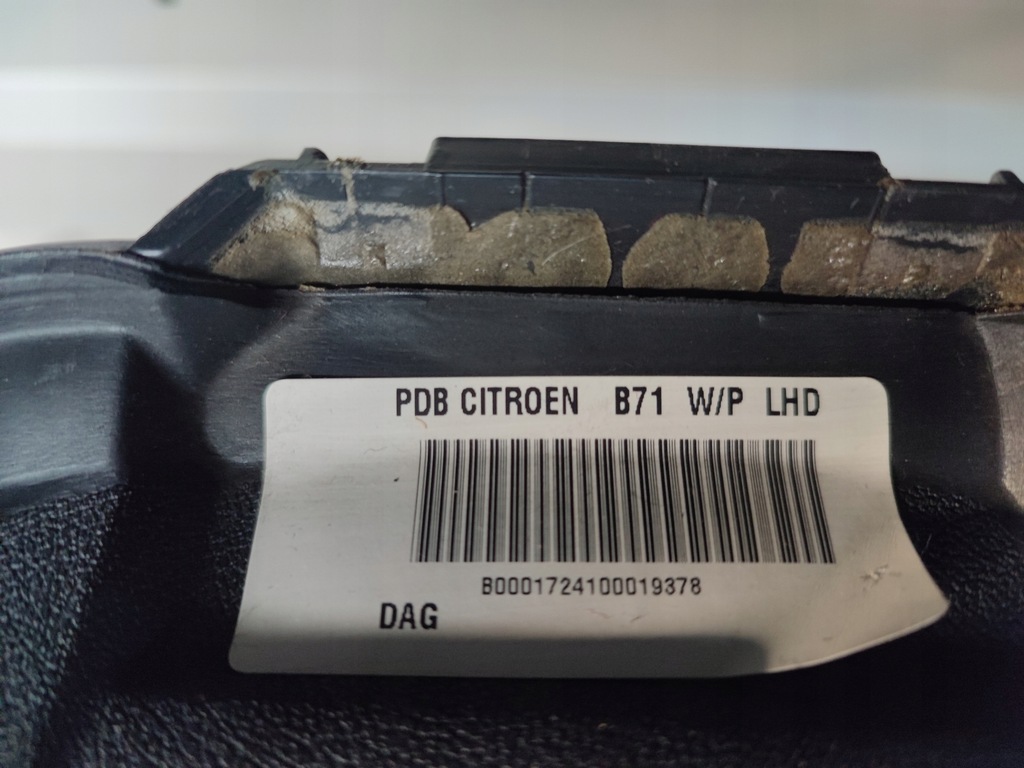 PDB CITROEN B71 W/P LHD
B0001724100019378
DAG